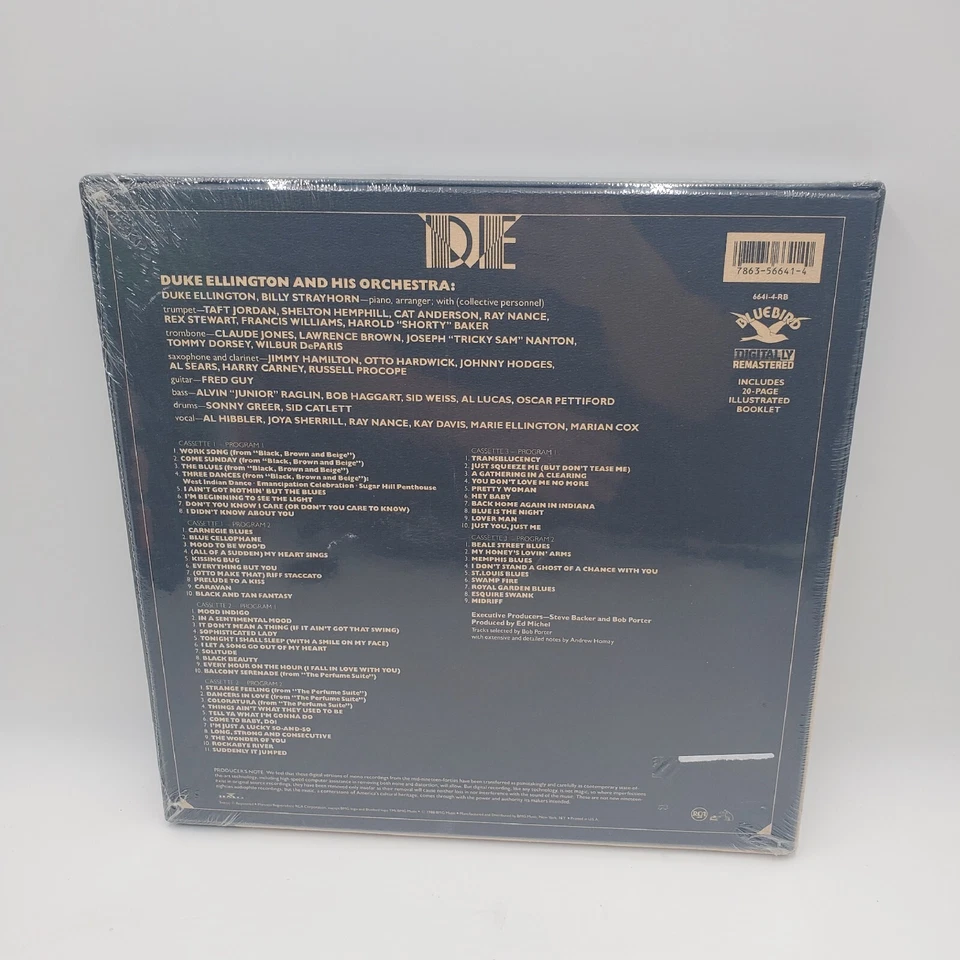 DE
DUKE ELLINGTON AND HIS ORCHESTRA:
DUKE ELLINGTON, BILLY STRAYHORN—piano, arranger; with (collective personnel)
trumpet—TAFT JORDAN, SHELTON HEMPHILL, CAT ANDERSON, RAY NANCE,
REX STEWART, FRANCIS WILLIAMS, HAROLD "SHORTY" BAKER
trombone—CLAUDE JONES, LAWRENCE BROWN, JOSEPH "TRICKY SAM" NANTON,
TOMMY DORSEY, WILBUR DePARIS
saxophone and clarinet—JIMMY HAMILTON, OTTO HARDWICK, JOHNNY HODGES,
AL SEARS, HARRY CARNEY, RUSSELL PROCOPE
guitar—FRED GUY
bass—ALVIN "JUNIOR" RAGLIN, BOB HAGGART, SID WEISS, AL LUCAS, OSCAR PETTIFORD
drums—SONNY GREER, SID CATLETT
vocal—AL HIBBLER, JOYA SHERRILL, RAY NANCE, KAY DAVIS, MARIE ELLINGTON, MARIAN COX
CASSETTE 1 — PROGRAM 1
1. WORK SONG (from "Black, Brown and Beige")
2. COME SUNDAY (from "Black, Brown and Beige")
3. THE BLUES (from "Black, Brown and Beige")
4. THREE DANCES (from "Black, Brown and Beige"):
West Indian Dance · Emancipation Celebration · Sugar Hill Penthouse
5. I AIN'T GOT NOTHIN' BUT THE BLUES
6. I'M BEGINNING TO SEE THE LIGHT
7. DON'T YOU KNOW I CARE (OR DON'T YOU CARE TO KNOW)
8. I DIDN'T KNOW ABOUT YOU
CASSETTE 1 — PROGRAM 2
1. CARNEGIE BLUES
2. BLUE CELLOPHANE
3. MOOD TO BE WOO'D
4. (ALL OF A SUDDEN) MY HEART SINGS
5. KISSING BUG
6. EVERYTHING BUT YOU
7. (OTTO MAKE THAT) RIFF STACCATO
8. PRELUDE TO A KISS
9. CARAVAN
10. BLACK AND TAN FANTASY
CASSETTE 2 — PROGRAM 1
1. MOOD INDIGO
2. IN A SENTIMENTAL MOOD
3. IT DON'T MEAN A THING (IF IT AIN'T GOT THAT SWING)
4. SOPHISTICATED LADY
5. TONIGHT I SHALL SLEEP (WITH A SMILE ON MY FACE)
6. I LET A SONG GO OUT OF MY HEART
7. SOLITUDE
8. BLACK BEAUTY
9. EVERY HOUR ON THE HOUR (I FALL IN LOVE WITH YOU)
10. BALCONY SERENADE (from "The Perfume Suite")
CASSETTE 2 — PROGRAM 2
1. STRANGE FEELING (from "The Perfume Suite")
2. DANCERS IN LOVE (from "The Perfume Suite")
3. COLORATURA (from "The Perfume Suite")
4. THINGS AIN'T WHAT THEY USED TO BE
5. TELL YA WHAT I'M GONNA DO
6. COME TO BABY, DO!
7. I'M JUST A LUCKY SO-AND-SO
8. LONG, STRONG AND CONSECUTIVE
9. THE WONDER OF YOU
10. ROCKABYE RIVER
11. SUDDENLY IT JUMPED
7863-56641-4
6641-4-RB
BLUEBIRD
DIGITALLY
REMASTERED
INCLUDES
20-PAGE
ILLUSTRATED
BOOKLET
CASSETTE 3 — PROGRAM 1
1. TRANSBLUCENCY
2. JUST SQUEEZE ME (BUT DON'T TEASE ME)
3. A GATHERING IN A CLEARING
4. YOU DON'T LOVE ME NO MORE
5. PRETTY WOMAN
6. HEY BABY
7. BACK HOME AGAIN IN INDIANA
8. BLUE IS THE NIGHT
9. LOVER MAN
10. JUST YOU, JUST ME
CASSETTE 3 — PROGRAM 2
1. BEALE STREET BLUES
2. MY HONEY'S LOVIN' ARMS
3. MEMPHIS BLUES
4. I DON'T STAND A GHOST OF A CHANCE WITH YOU
5. ST. LOUIS BLUES
6. SWAMP FIRE
7. ROYAL GARDEN BLUES
8. ESQUIRE SWANK
9. MIDRIFF
Executive Producers—Steve Backer and Bob Porter
Produced by Ed Michel
Tracks selected by Bob Porter
with extensive and detailed notes by Andrew Homzy
PRODUCER'S NOTE
RCA